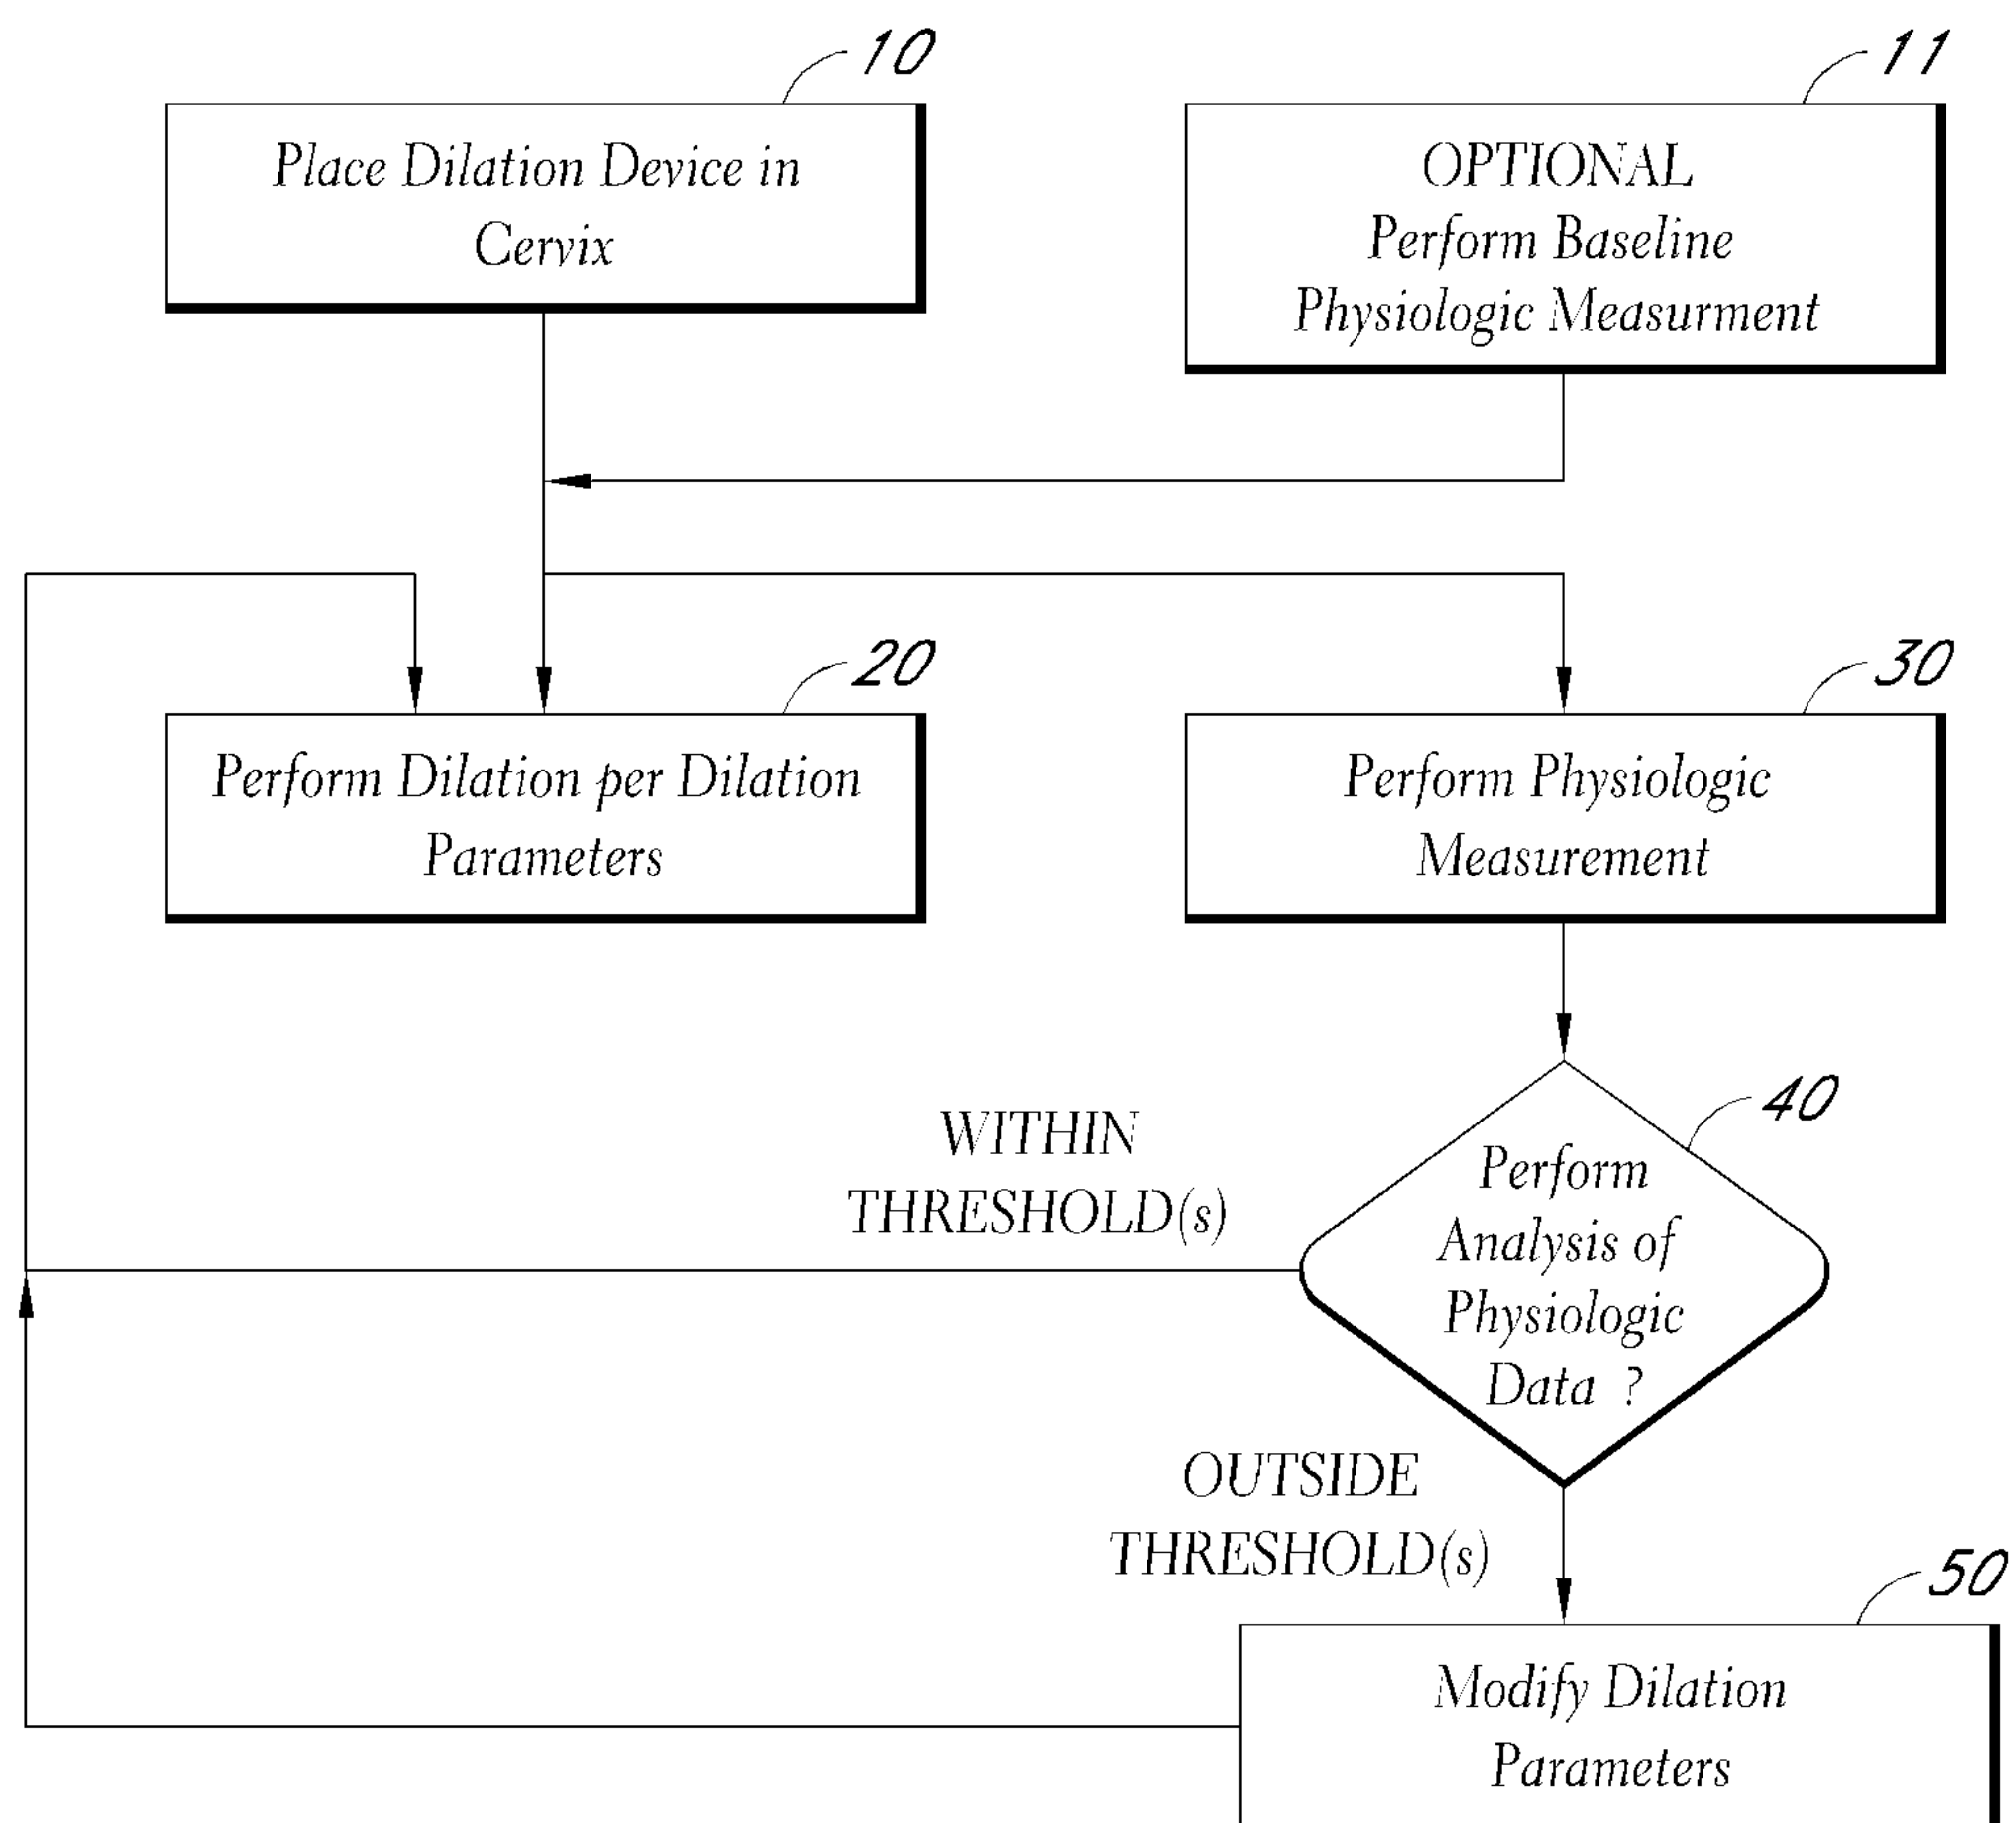 10
Place Dilation Device in
Cervix
11
OPTIONAL
Perform Baseline
Physiologic Measurment
20
Perform Dilation per Dilation
Parameters
30
Perform Physiologic
Measurement
40
Perform
Analysis of
Physiologic
Data ?
WITHIN
THRESHOLD(s)
OUTSIDE
THRESHOLD(s)
50
Modify Dilation
Parameters